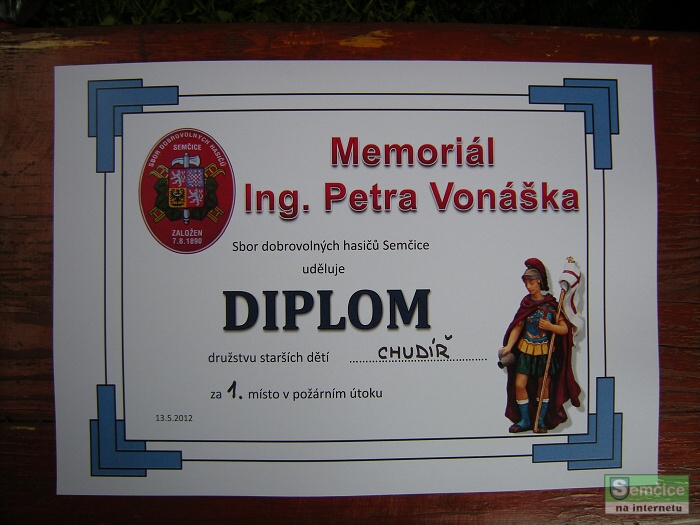 SBOR DOBROVOLNÝCH HASIČŮ
SEMČICE
ZALOŽEN
7.8.1890
Memoriál
Ing. Petra Vonáška
Sbor dobrovolných hasičů Semčice
uděluje
DIPLOM
družstvu starších dětí CHUDÍŘ
za 1. místo v požárním útoku
13.5.2012
Semčice
na internetu